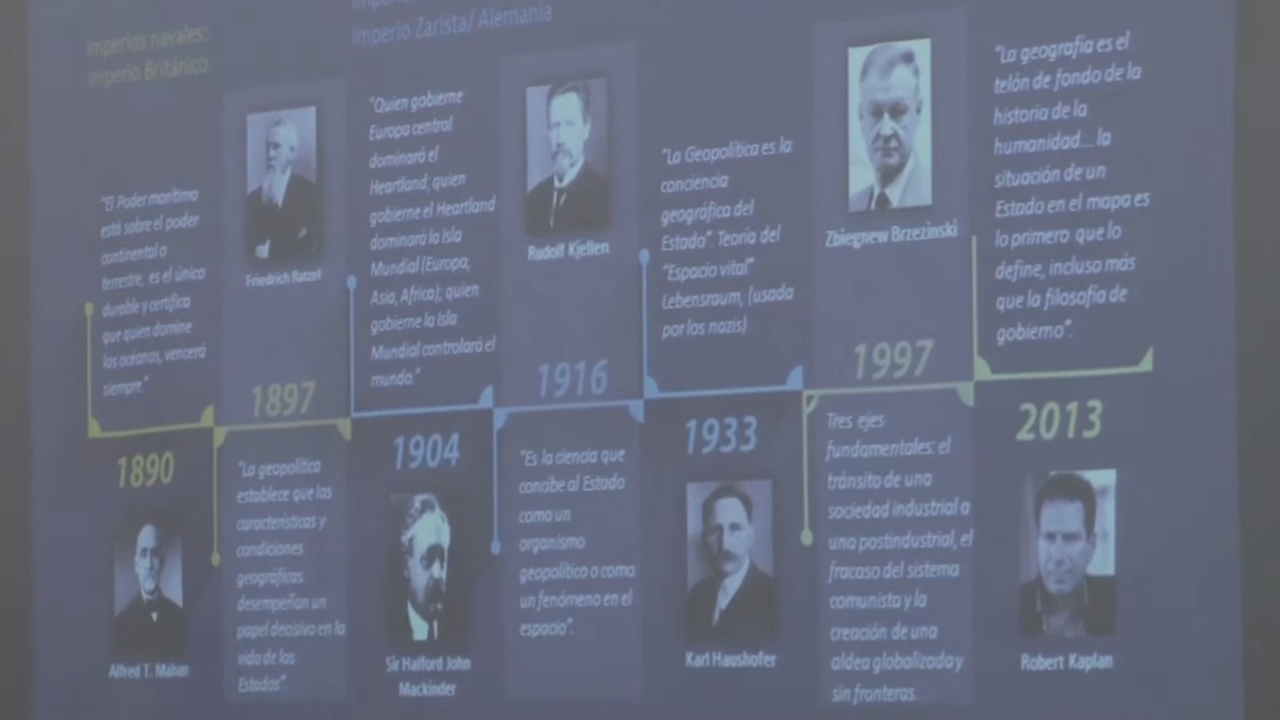 imperios navales:
imperio Británico
Imperio Zarista/ Alemania
"El Poder marítimo
está sobre el poder
continental o
terrestre, es el único
durable y certifica
que quien domine
los océanos, vencerá
siempre."
1890
Alfred T. Mahan
Friedrich Ratzel
1897
"La geopolítica
establece que las
características y
condiciones
geográficas
desempeñan un
papel decisivo en la
vida de los
Estados".
"Quien gobierne
Europa central
dominará el
Heartland; quien
gobierne el Heartland
dominará la Isla
Mundial (Europa,
Asia, Africa); quien
gobierne la Isla
Mundial controlará el
mundo."
1904
Sir Halford John
Mackinder
Rudolf Kjellen
1916
"Es la ciencia que
concibe al Estado
como un
organismo
geopolítico o como
un fenómeno en el
espacio".
"La Geopolítica es la
conciencia
geográfica del
Estado". Teoría del
"Espacio vital"
Lebensraum, (usada
por los nazis)
1933
Karl Haushofer
Zbiegnew Brzezinski
1997
Tres ejes
fundamentales: el
tránsito de una
sociedad industrial a
una postindustrial, el
fracaso del sistema
comunista y la
creación de una
aldea globalizada y
sin fronteras.
"La geografía es el
telón de fondo de la
historia de la
humanidad... la
situación de un
Estado en el mapa es
lo primero que lo
define, incluso más
que la filosofía de
gobierno".
2013
Robert Kaplan